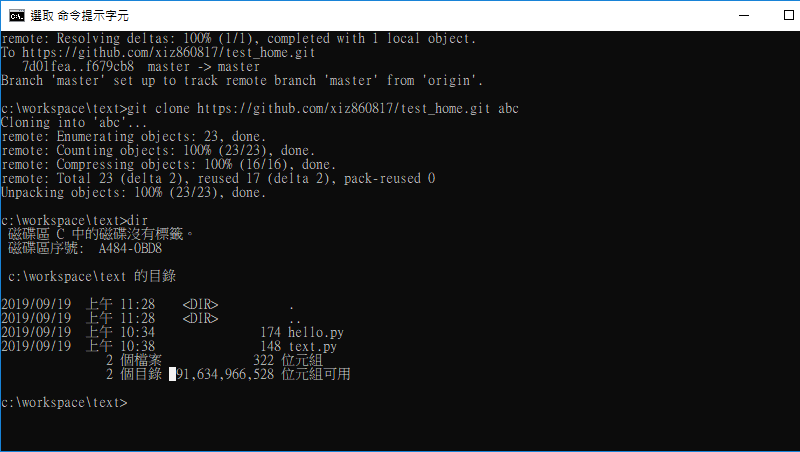 選取 命令提示字元
remote: Resolving deltas: 100% (1/1), completed with 1 local object.
To https://github.com/xiz860817/test_home.git
   7d01fea..f679cb8  master -> master
Branch 'master' set up to track remote branch 'master' from 'origin'.
c:\workspace\text>git clone https://github.com/xiz860817/test_home.git abc
Cloning into 'abc'...
remote: Enumerating objects: 23, done.
remote: Counting objects: 100% (23/23), done.
remote: Compressing objects: 100% (16/16), done.
remote: Total 23 (delta 2), reused 17 (delta 2), pack-reused 0
Unpacking objects: 100% (23/23), done.
c:\workspace\text>dir
 磁碟區 C 中的磁碟沒有標籤。
 磁碟區序號:  A484-0BD8
 c:\workspace\text 的目錄
2019/09/19  上午 11:28    <DIR>          .
2019/09/19  上午 11:28    <DIR>          ..
2019/09/19  上午 10:34               174 hello.py
2019/09/19  上午 10:38               148 text.py
               2 個檔案             322 位元組
               2 個目錄  91,634,966,528 位元組可用
c:\workspace\text>